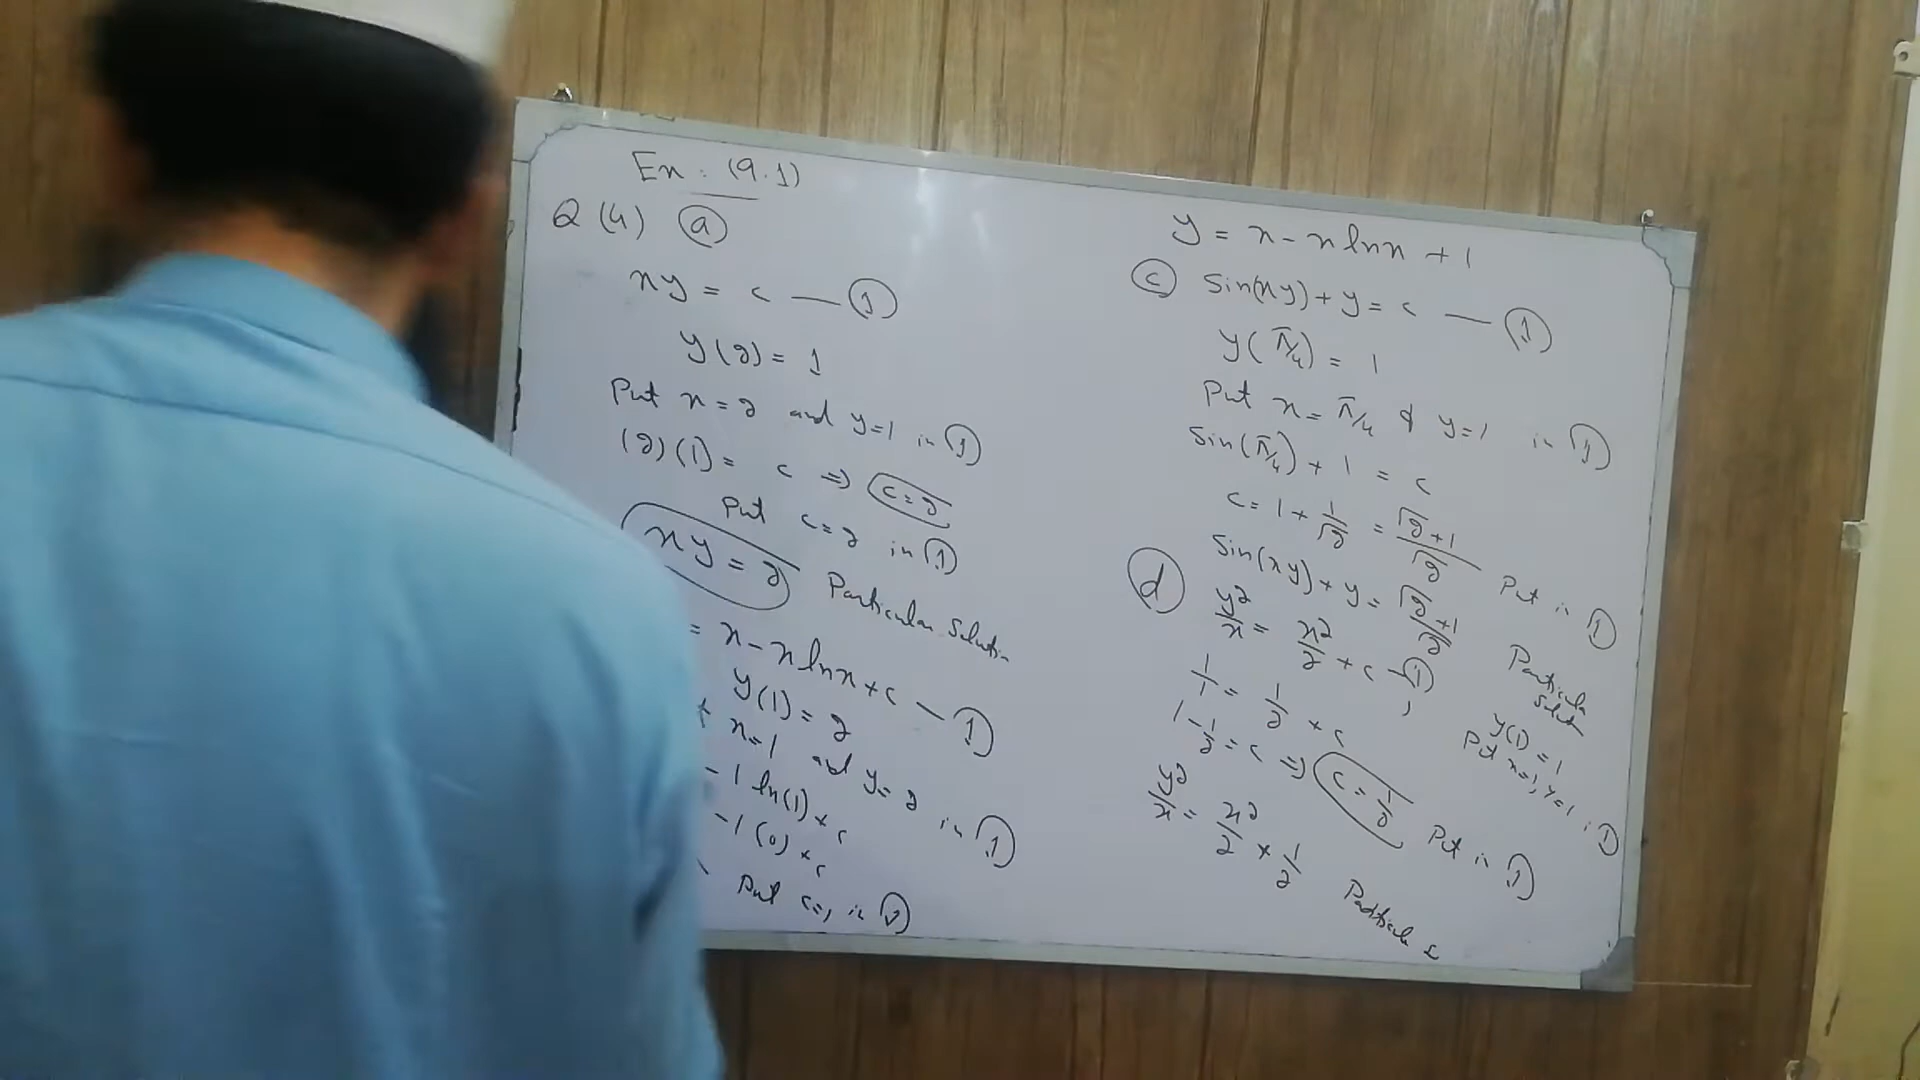 Ex: (9.1)
Q (4) (a)
xy = c — (1)
y(2) = 1
Put x = 2 and y=1 in (1)
(2)(1) = c ⇒ c=2
Put c=2 in (1)
xy = 2 Particular Solution
= x - x lnx + c — (1)
y(1) = 2
x=1 and y=2 in (1)
-1 ln(1) + c
-1(0) + c
Put c=1 in (1)
y = x - x lnx + 1
(c) Sin(xy) + y = c — (1)
y(π/4) = 1
Put x = π/4 & y=1 in (1)
Sin(π/4) + 1 = c
c = 1 + 1/√2 = √2+1/√2 Put in (1)
Sin(xy) + y = √2+1/√2 Particular Solution
(d) y2/x = x2/2 + c — (1), y(1) = 1
Put x=1, y=1 in (1)
1/1 = 1/2 + c
1 - 1/2 = c ⇒ c = 1/2 Put in (1)
y2/x = x2/2 + 1/2